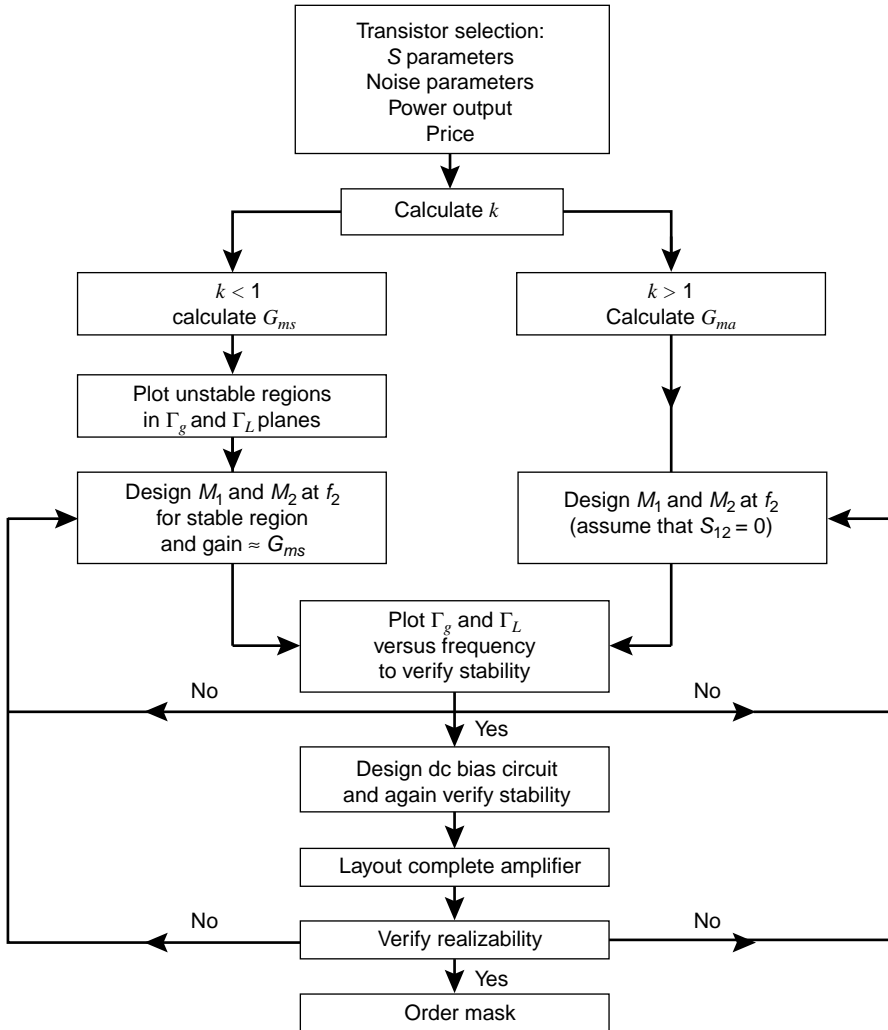 Transistor selection:
S parameters
Noise parameters
Power output
Price
Calculate k
k < 1
calculate Gms
k > 1
Calculate Gma
Plot unstable regions
in Γg and ΓL planes
Design M1 and M2 at f2
for stable region
and gain ≈ Gms
Design M1 and M2 at f2
(assume that S12 = 0)
Plot Γg and ΓL
versus frequency
to verify stability
No
No
Yes
Design dc bias circuit
and again verify stability
Layout complete amplifier
No
No
Verify realizability
Yes
Order mask